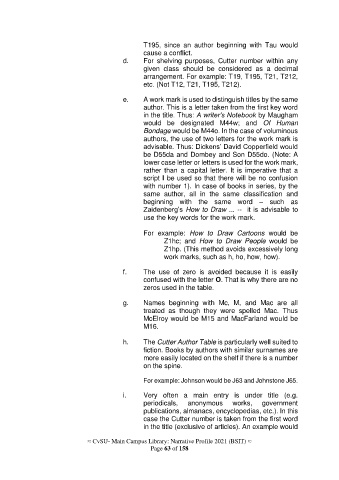 T195, since an author beginning with Tau would
cause a conflict.
d. For shelving purposes, Cutter number within any
given class should be considered as a decimal
arrangement. For example: T19, T195, T21, T212,
etc. (Not T12, T21, T195, T212).
e. A work mark is used to distinguish titles by the same
author. This is a letter taken from the first key word
in the title. Thus: A writer's Notebook by Maugham
would be designated M44w; and Of Human
Bondage would be M44o. In the case of voluminous
authors, the use of two letters for the work mark is
advisable. Thus: Dickens' David Copperfield would
be D55da and Dombey and Son D55do. (Note: A
lower case letter or letters is used for the work mark,
rather than a capital letter. It is imperative that a
script l be used so that there will be no confusion
with number 1). In case of books in series, by the
same author, all in the same classification and
beginning with the same word – such as
Zaidenberg's How to Draw ... -- it is advisable to
use the key words for the work mark.
For example: How to Draw Cartoons would be
Z1hc; and How to Draw People would be
Z1hp. (This method avoids excessively long
work marks, such as h, ho, how, how).
f. The use of zero is avoided because it is easily
confused with the letter O. That is why there are no
zeros used in the table.
g. Names beginning with Mc, M, and Mac are all
treated as though they were spelled Mac. Thus
McElroy would be M15 and MacFarland would be
M16.
h. The Cutter Author Table is particularly well suited to
fiction. Books by authors with similar surnames are
more easily located on the shelf if there is a number
on the spine.
For example: Johnson would be J63 and Johnstone J65.
i. Very often a main entry is under title (e.g.
periodicals, anonymous works, government
publications, almanacs, encyclopedias, etc.). In this
case the Cutter number is taken from the first word
in the title (exclusive of articles). An example would
≈ CvSU- Main Campus Library: Narrative Profile 2021 (BSIT) ≈
Page 63 of 158